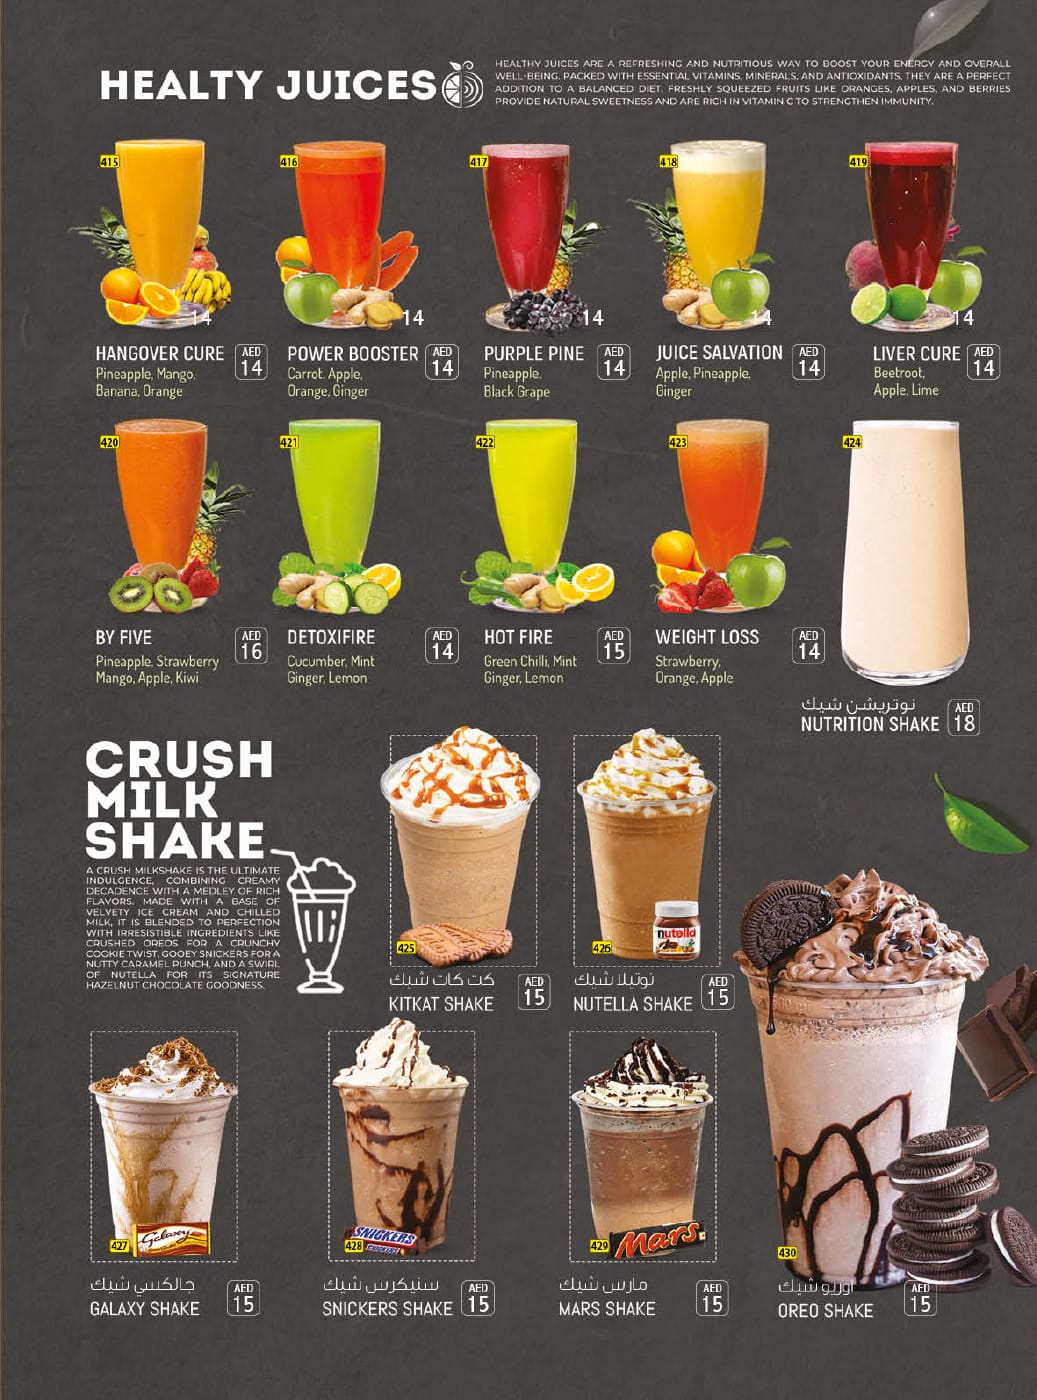 HEALTY JUICES
HEALTHY JUICES ARE A REFRESHING AND NUTRITIOUS WAY TO BOOST YOUR ENERGY AND OVERALL
WELL-BEING. PACKED WITH ESSENTIAL VITAMINS, MINERALS, AND ANTIOXIDANTS, THEY ARE A PERFECT
ADDITION TO A BALANCED DIET. FRESHLY SQUEEZED FRUITS LIKE ORANGES, APPLES, AND BERRIES
PROVIDE NATURAL SWEETNESS AND ARE RICH IN VITAMIN C TO STRENGTHEN IMMUNITY.
415
14
HANGOVER CURE
AED
14
Pineapple, Mango,
Banana, Orange
416
14
POWER BOOSTER
AED
14
Carrot, Apple,
Orange, Ginger
417
14
PURPLE PINE
AED
14
Pineapple,
Black Grape
418
14
JUICE SALVATION
AED
14
Apple, Pineapple,
Ginger
419
14
LIVER CURE
AED
14
Beetroot,
Apple, Lime
420
BY FIVE
AED
16
Pineapple, Strawberry
Mango, Apple, Kiwi
421
DETOXIFIRE
AED
14
Cucumber, Mint
Ginger, Lemon
422
HOT FIRE
AED
15
Green Chilli, Mint
Ginger, Lemon
423
WEIGHT LOSS
AED
14
Strawberry,
Orange, Apple
424
نوتريشن شيك
NUTRITION SHAKE
AED
18
CRUSH
MILK
SHAKE
A CRUSH MILKSHAKE IS THE ULTIMATE
INDULGENCE, COMBINING CREAMY
DECADENCE WITH A MEDLEY OF RICH
FLAVORS. MADE WITH A BASE OF
VELVETY ICE CREAM AND CHILLED
MILK, IT IS BLENDED TO PERFECTION
WITH IRRESISTIBLE INGREDIENTS LIKE
CRUSHED OREOS FOR A CRUNCHY
COOKIE TWIST, GOOEY SNICKERS FOR A
NUTTY CARAMEL PUNCH, AND A SWIRL
OF NUTELLA FOR ITS SIGNATURE
HAZELNUT CHOCOLATE GOODNESS.
425
كت كات شيك
KITKAT SHAKE
AED
15
nutella
426
نوتيلا شيك
NUTELLA SHAKE
AED
15
Galaxy
427
جالكسي شيك
GALAXY SHAKE
AED
15
SNICKERS
428
سنيكرس شيك
SNICKERS SHAKE
AED
15
Mars
429
مارس شيك
MARS SHAKE
AED
15
OREO
430
اوريو شيك
OREO SHAKE
AED
15